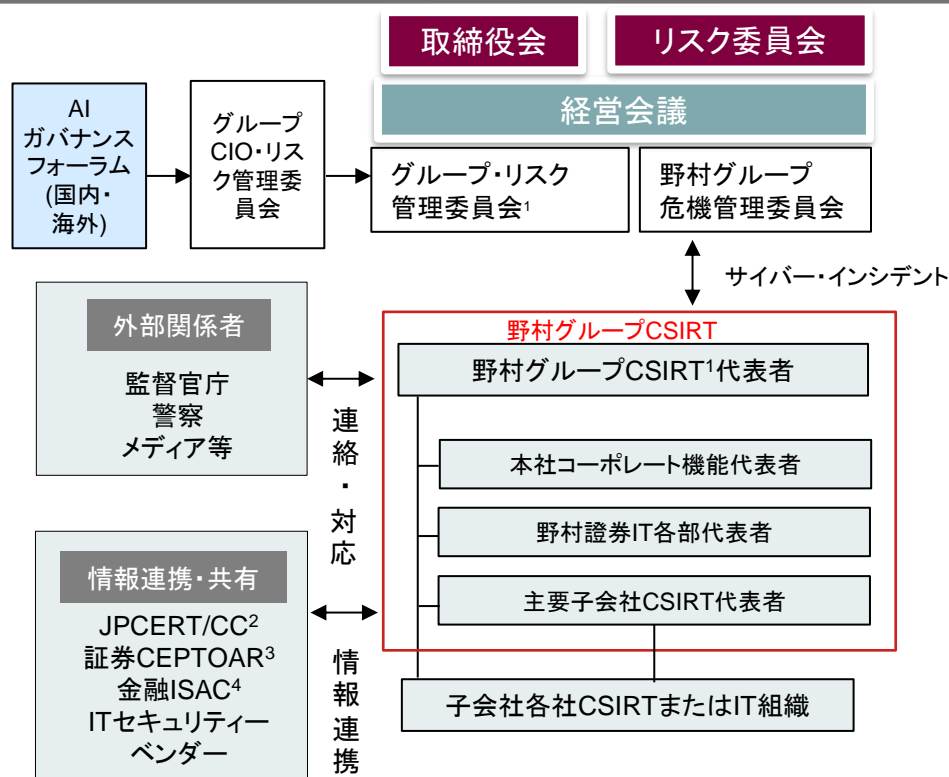 取締役会
リスク委員会
経営会議
AI
ガバナンス
フォーラム
(国内・
海外)
グループ
CIO・リス
ク管理委
員会
グループ・リスク
管理委員会1
野村グループ
危機管理委員会
サイバー・インシデント
外部関係者
監督官庁
警察
メディア等
連絡・対応
野村グループCSIRT
野村グループCSIRT1代表者
本社コーポレート機能代表者
野村證券IT各部代表者
主要子会社CSIRT代表者
情報連携・共有
JPCERT/CC2
証券CEPTOAR3
金融ISAC4
ITセキュリティー
ベンダー
情報連携
子会社各社CSIRTまたはIT組織